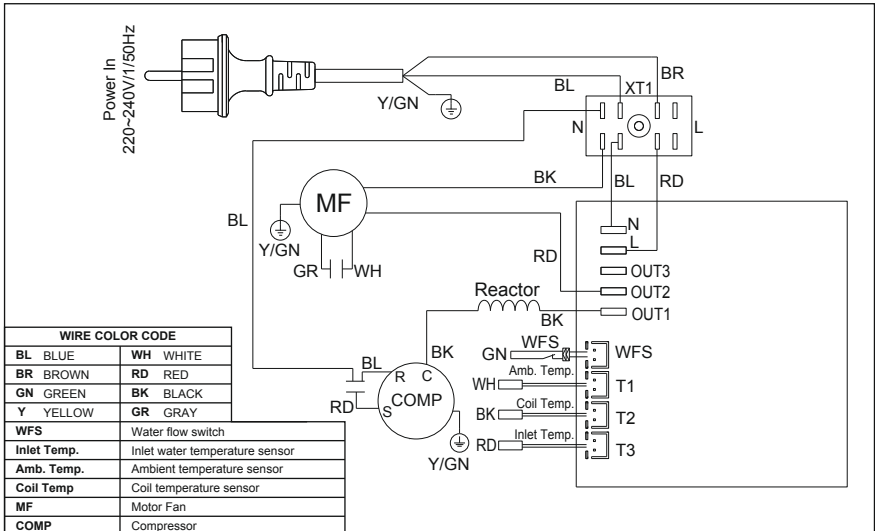 Power In
220~240V/1/50Hz
Y/GN
BL
BR
XT1
N
L
BK
BL
RD
MF
BL
Y/GN
GR
WH
RD
N
L
OUT3
OUT2
OUT1
Reactor
BK
BK
WFS
GN
WFS
Amb. Temp.
WH
T1
Coil Temp.
BK
T2
Inlet Temp.
RD
T3
BL
R
C
COMP
RD
S
Y/GN
WIRE COLOR CODE
BL BLUE WH WHITE
BR BROWN RD RED
GN GREEN BK BLACK
Y YELLOW GR GRAY
WFS Water flow switch
Inlet Temp. Inlet water temperature sensor
Amb. Temp. Ambient temperature sensor
Coil Temp Coil temperature sensor
MF Motor Fan
COMP Compressor